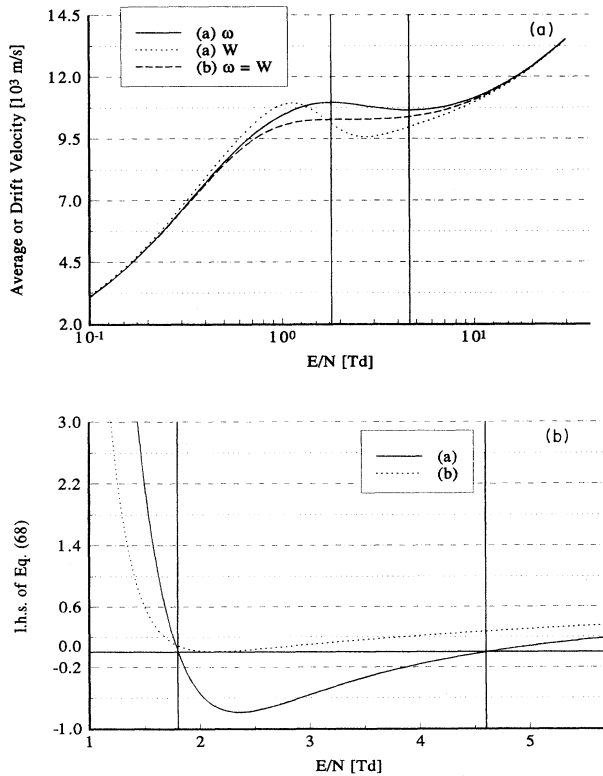 14.5
12.0
9.5
7.0
4.5
2.0
Average or Drift Velocity [10³ m/s]
(a) ω
(a) W
(b) ω = W
(a)
10⁻¹
10⁰
10¹
E/N [Td]
3.0
2.2
1.4
0.6
0.0
-0.2
-1.0
l.h.s. of Eq. (68)
(a)
(b)
(b)
1
2
3
4
5
E/N [Td]